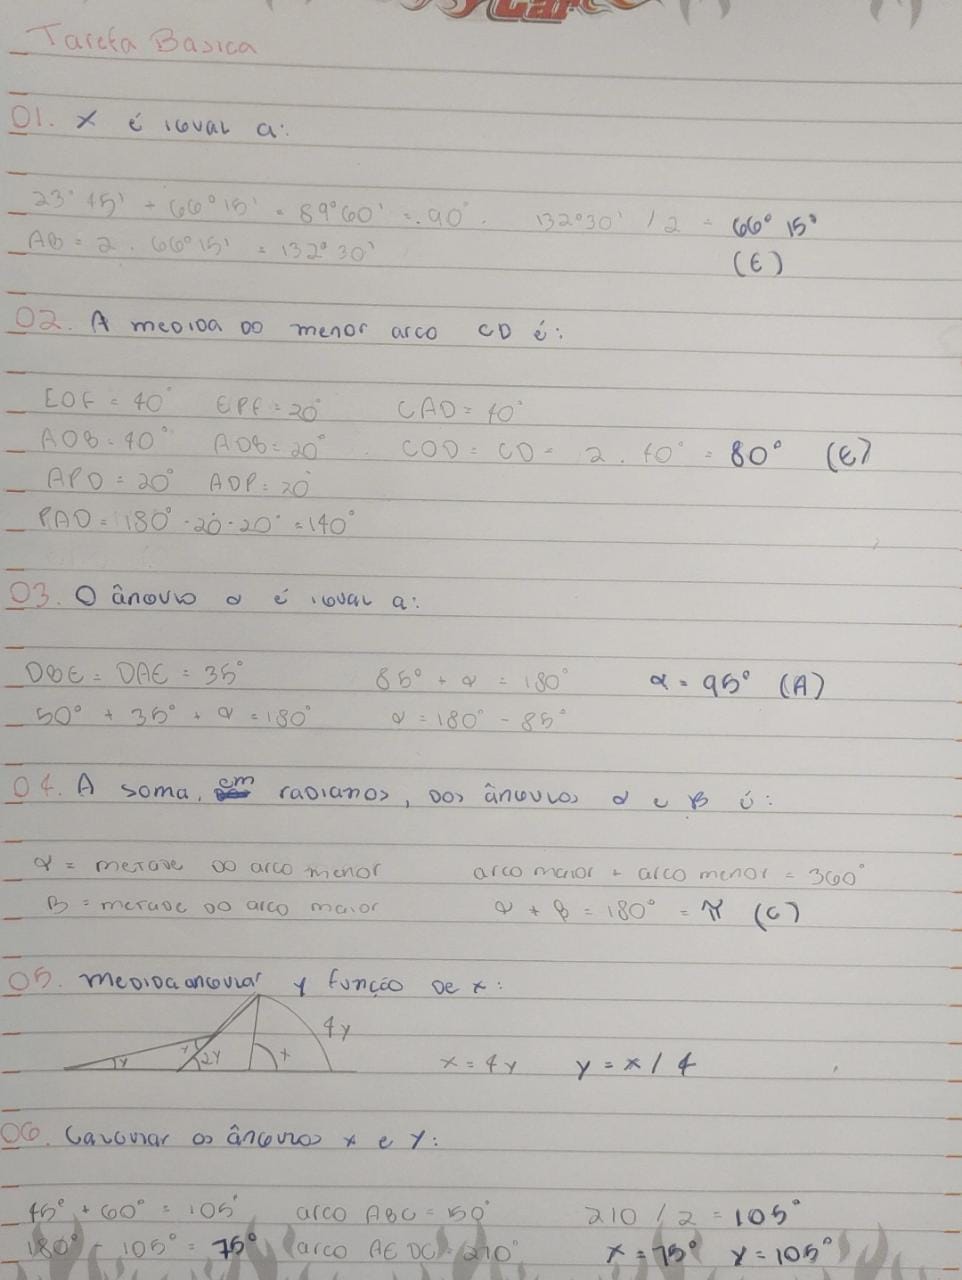 Car
Tarefa Basica
01. x é igual a:
23° 45' + 66° 15' = 89° 60' = 90°. 132° 30' / 2 = 66° 15°
AB = 2 . 66° 15' = 132° 30'
(E)
02. A medida do menor arco CD é:
EOF = 40° EPF = 20° CAD = 40°
AOB = 40° ADB = 20° COD = CD = 2 . 40° = 80° (E)
APD = 20° ADP = 20°
PAD = 180° - 20 - 20° = 140°
03. O ângulo α é igual a:
DBE = DAE = 35° 85° + α = 180° α = 95° (A)
50° + 35° + α = 180° α = 180° - 85°
04. A soma, em radianos, dos ângulos α e B é:
α = metade do arco menor arco maior + arco menor = 360°
B = metade do arco maior α + B = 180° = π (C)
05. Medida angular y função de x:
4y
y y 2y x x = 4y y = x / 4
06. Calcular os ângulos x e y:
45° + 60° = 105° arco ABC = 150° 210 / 2 = 105°
180° - 105° = 75° arco AEDC = 210° x = 75° y = 105°